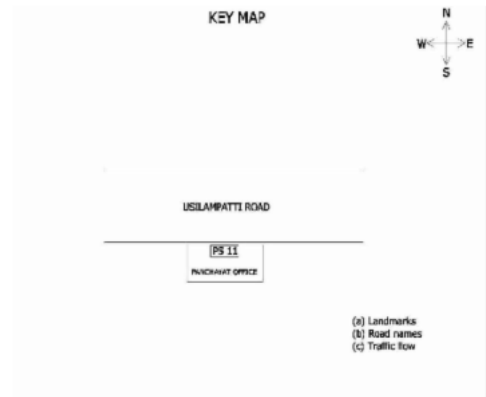 KEY MAP
N
W E
S
USILAMPATTI ROAD
PS 11
PANCHAYAT OFFICE
(a) Landmarks
(b) Road names
(c) Traffic flow